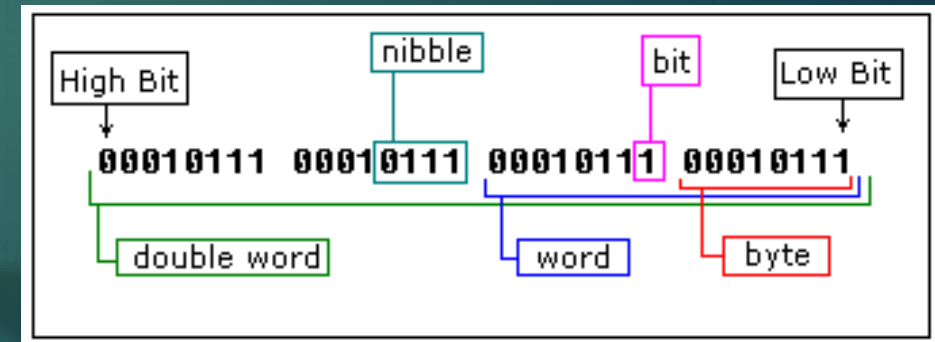 nibble
bit
High Bit
Low Bit
00010111 00010111 00010111 00010111
double word
word
byte